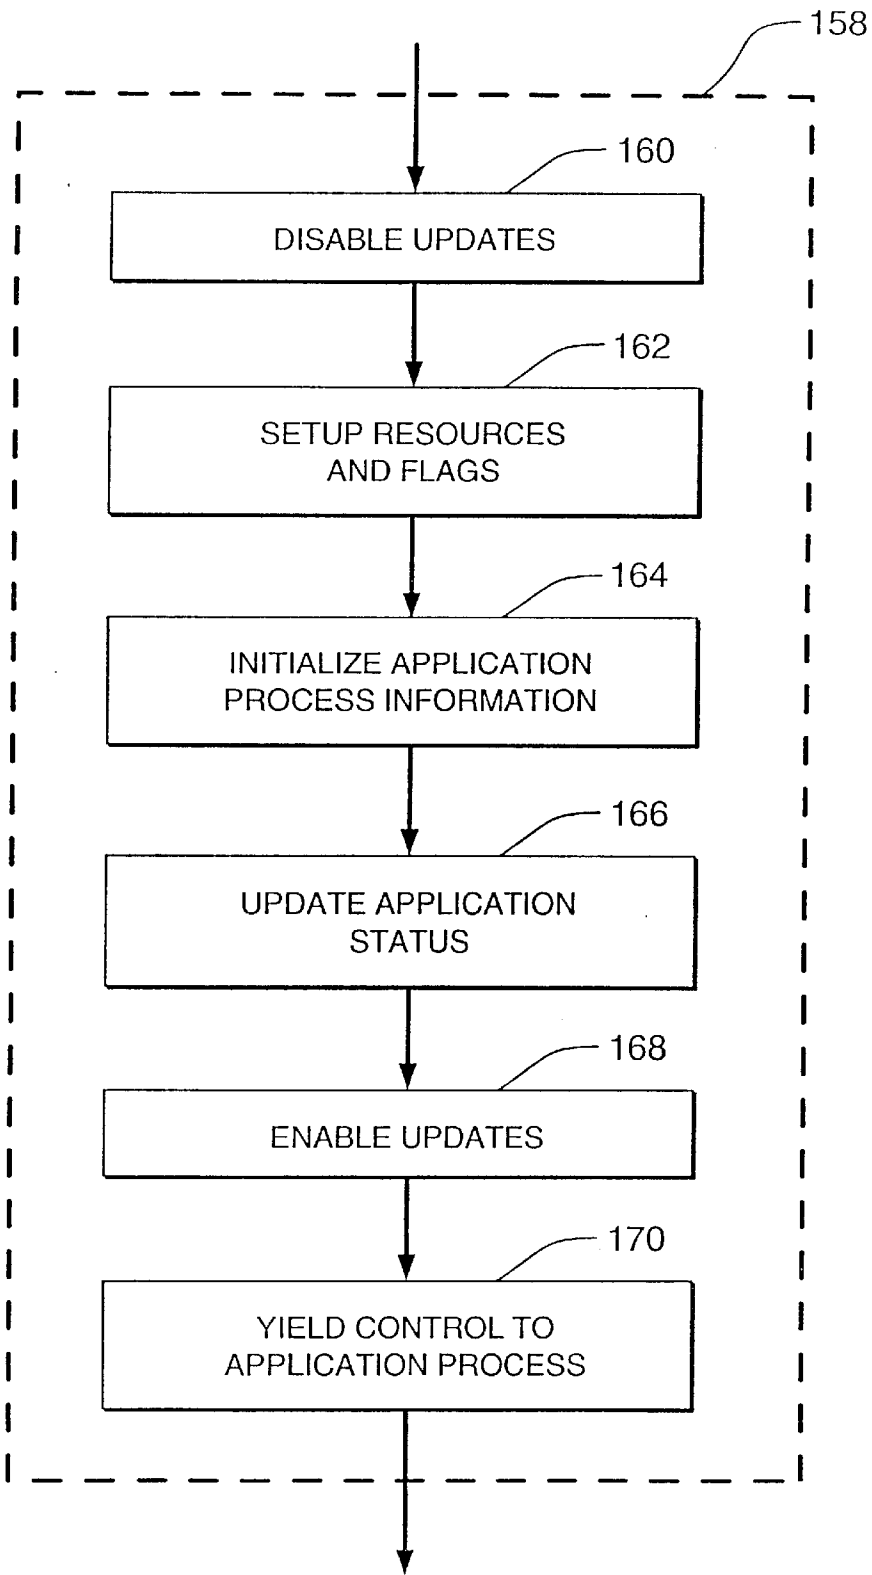 158
160
DISABLE UPDATES
162
SETUP RESOURCES
AND FLAGS
164
INITIALIZE APPLICATION
PROCESS INFORMATION
166
UPDATE APPLICATION
STATUS
168
ENABLE UPDATES
170
YIELD CONTROL TO
APPLICATION PROCESS